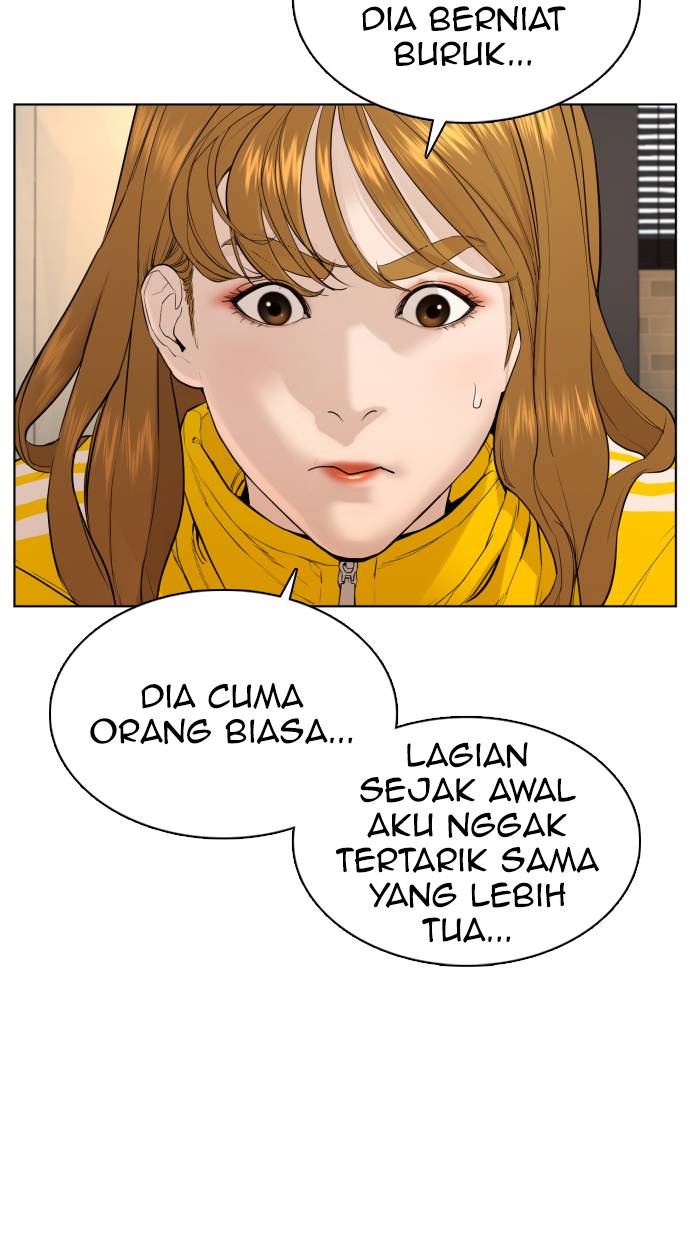 DIA BERNIAT
BURUK...
DIA CUMA
ORANG BIASA...
LAGIAN
SEJAK AWAL
AKU NGGAK
TERTARIK SAMA
YANG LEBIH
TUA...